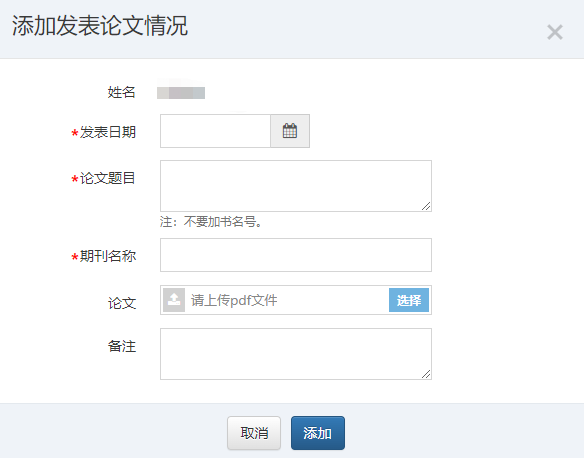 添加发表论文情况
×
姓名
*发表日期
*论文题目
注：不要加书名号。
*期刊名称
论文 请上传pdf文件 选择
备注
取消 添加